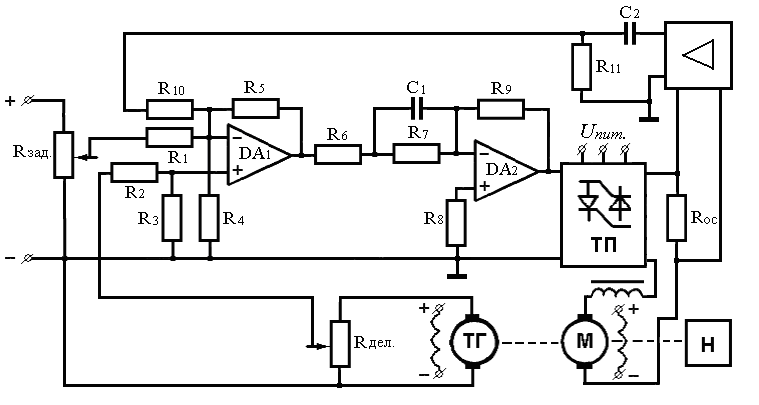 C2
R11
R10
R5
C1
R9
+
Rзад.
R1
−
DA1
+
R6
R7
Uпит.
R2
−
DA2
+
R3
R4
R8
ТП
Rос
−
+
+
Rдел.
ТГ
М
Н
−
−